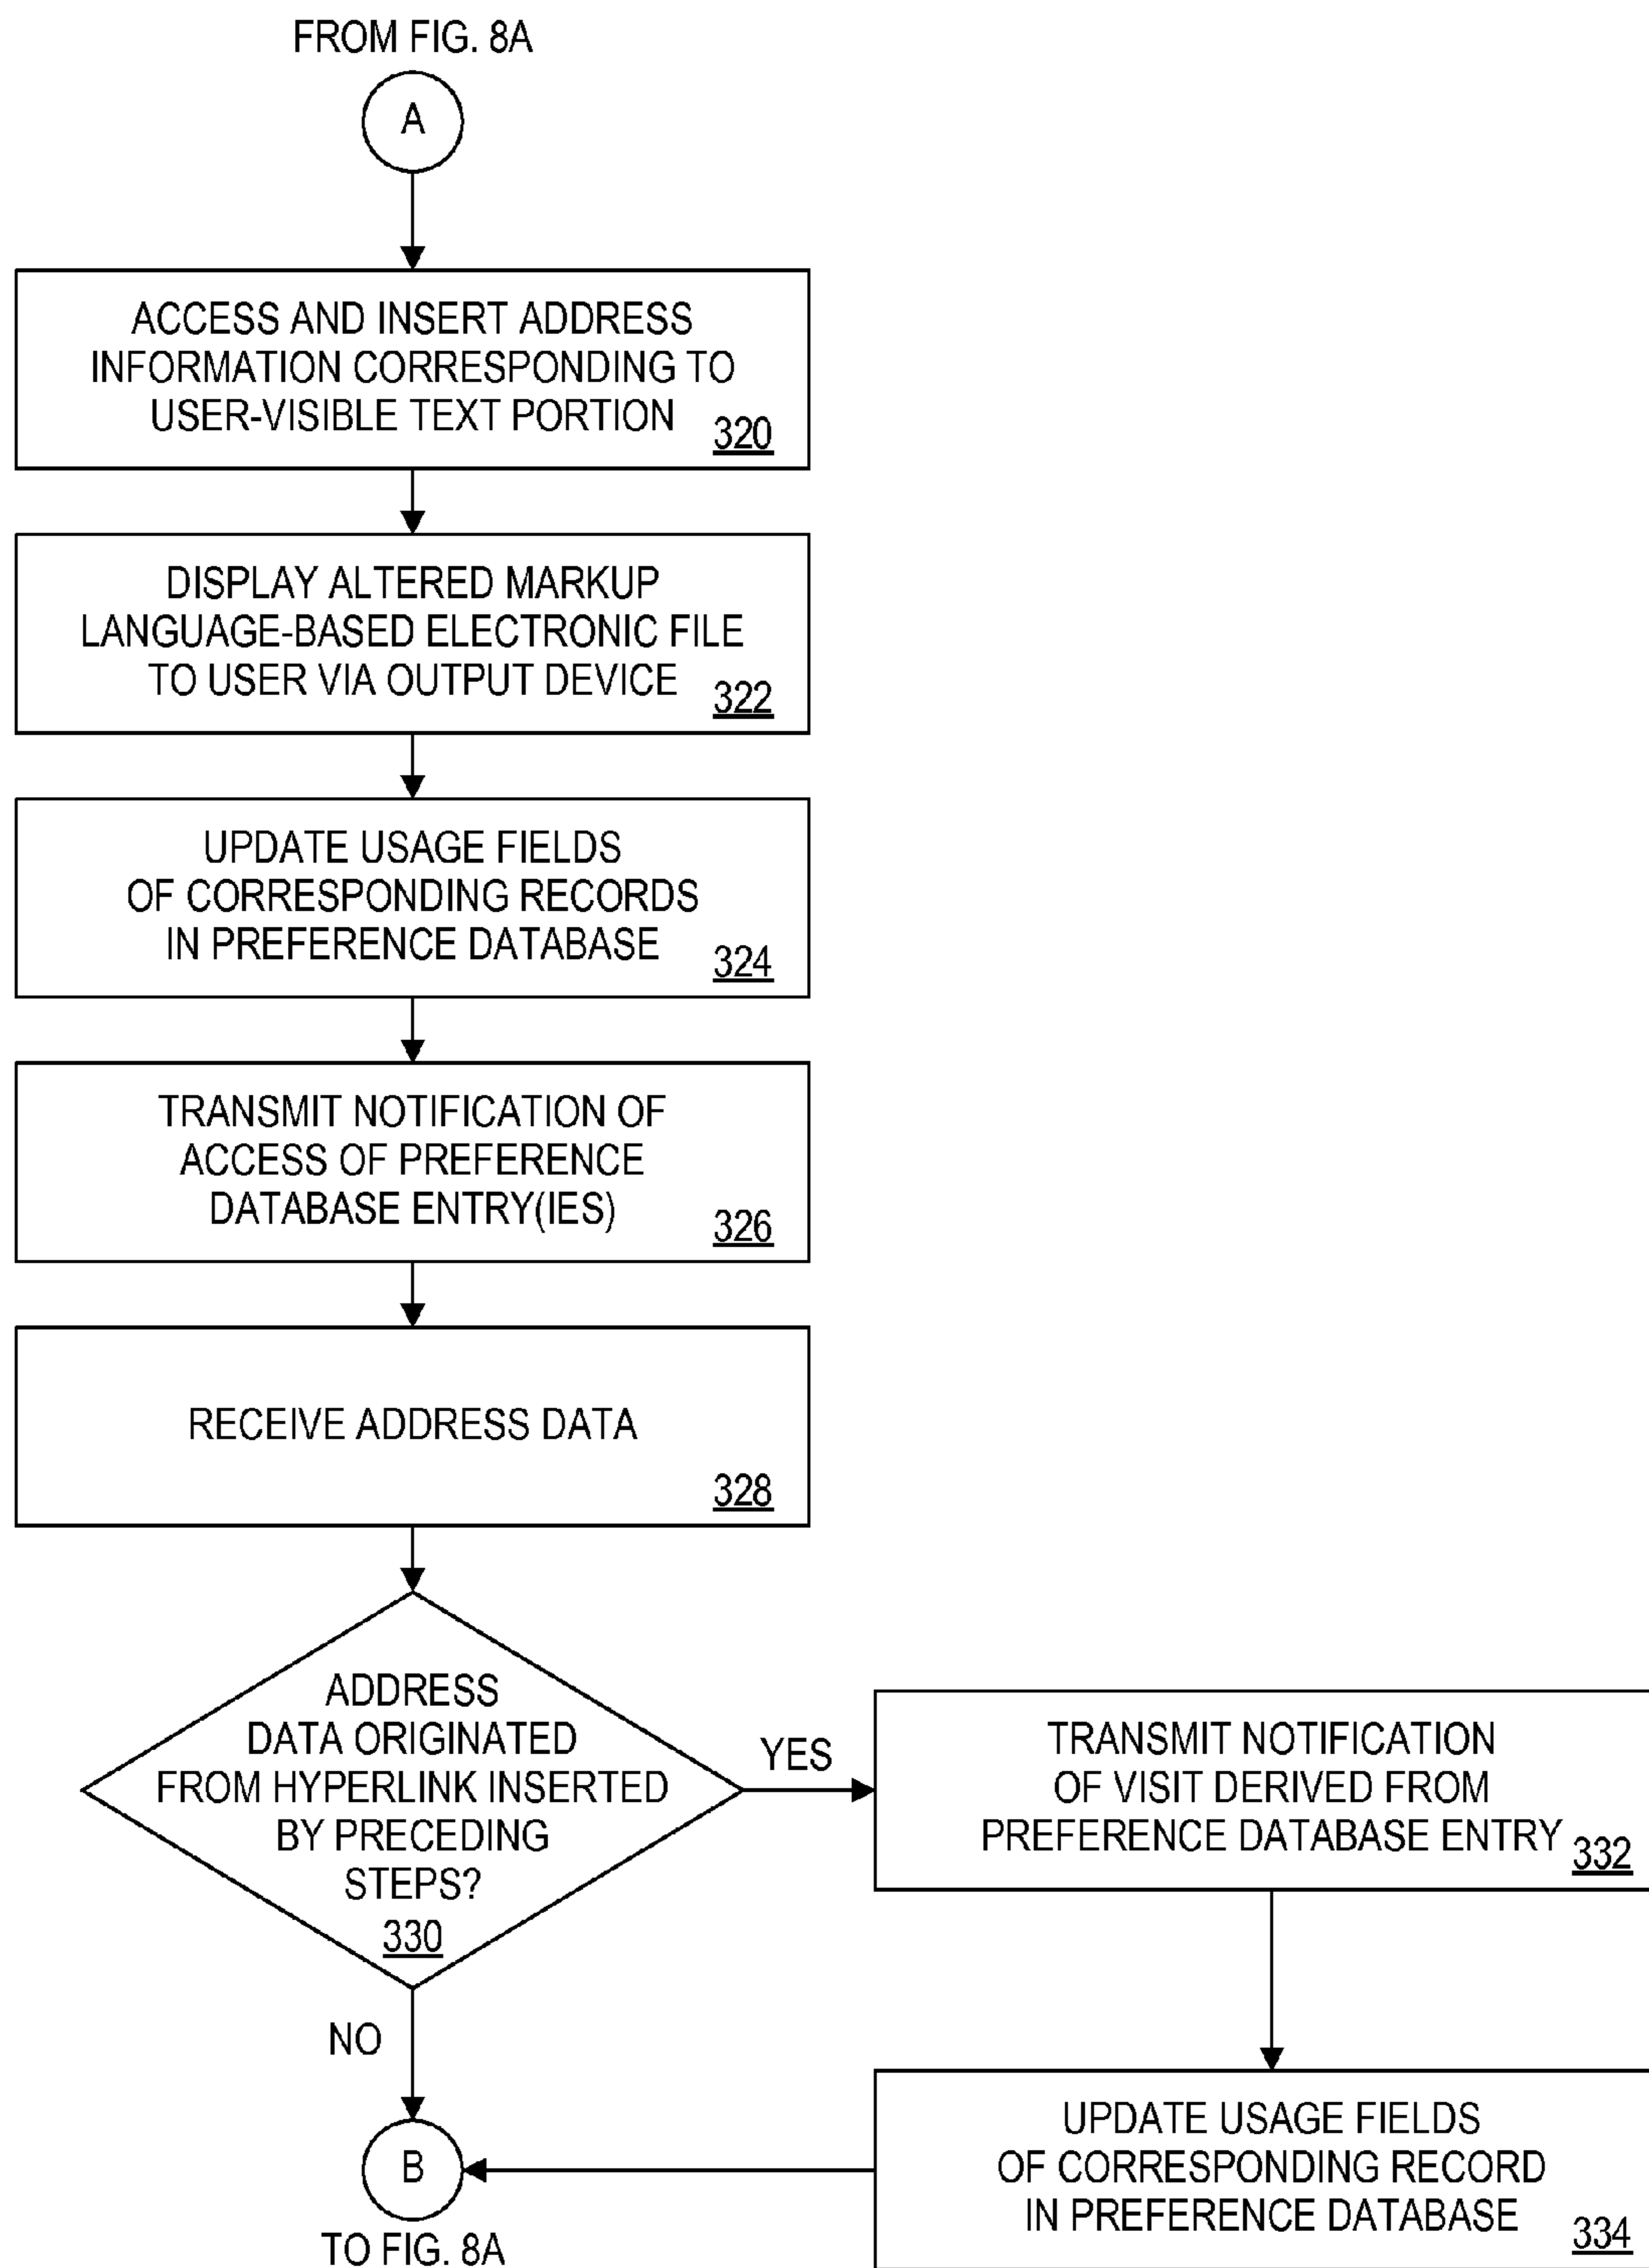 FROM FIG. 8A
A
ACCESS AND INSERT ADDRESS
INFORMATION CORRESPONDING TO
USER-VISIBLE TEXT PORTION
320
DISPLAY ALTERED MARKUP
LANGUAGE-BASED ELECTRONIC FILE
TO USER VIA OUTPUT DEVICE
322
UPDATE USAGE FIELDS
OF CORRESPONDING RECORDS
IN PREFERENCE DATABASE
324
TRANSMIT NOTIFICATION OF
ACCESS OF PREFERENCE
DATABASE ENTRY(IES)
326
RECEIVE ADDRESS DATA
328
ADDRESS
DATA ORIGINATED
FROM HYPERLINK INSERTED
BY PRECEDING
STEPS?
330
YES
TRANSMIT NOTIFICATION
OF VISIT DERIVED FROM
PREFERENCE DATABASE ENTRY
332
NO
UPDATE USAGE FIELDS
OF CORRESPONDING RECORD
IN PREFERENCE DATABASE
334
B
TO FIG. 8A